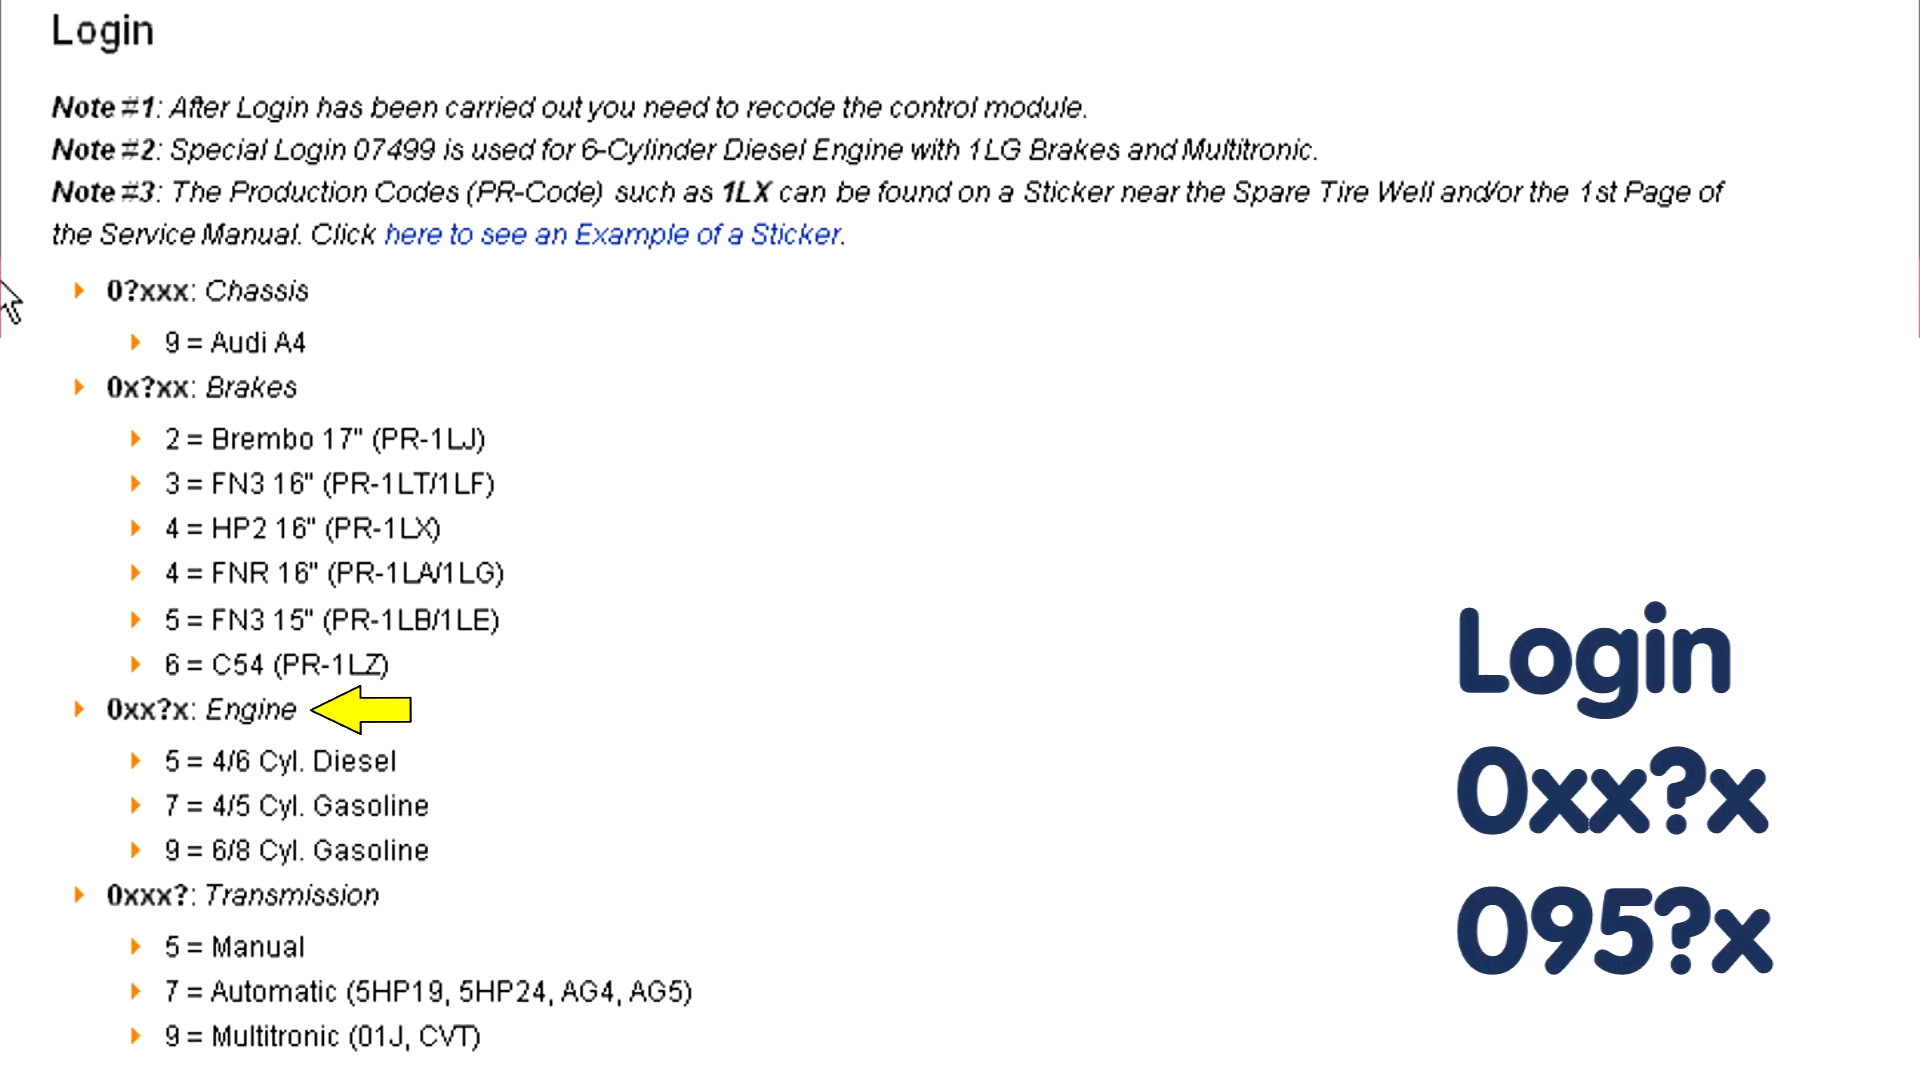 Login
Note #1: After Login has been carried out you need to recode the control module.
Note #2: Special Login 07499 is used for 6-Cylinder Diesel Engine with 1LG Brakes and Multitronic.
Note #3: The Production Codes (PR-Code) such as 1LX can be found on a Sticker near the Spare Tire Well and/or the 1st Page of
the Service Manual. Click here to see an Example of a Sticker.
0?xxx: Chassis
9 = Audi A4
0x?xx: Brakes
2 = Brembo 17" (PR-1LJ)
3 = FN3 16" (PR-1LT/1LF)
4 = HP2 16" (PR-1LX)
4 = FNR 16" (PR-1LA/1LG)
5 = FN3 15" (PR-1LB/1LE)
6 = C54 (PR-1LZ)
0xx?x: Engine
5 = 4/6 Cyl. Diesel
7 = 4/5 Cyl. Gasoline
9 = 6/8 Cyl. Gasoline
0xxx?: Transmission
5 = Manual
7 = Automatic (5HP19, 5HP24, AG4, AG5)
9 = Multitronic (01J, CVT)
Login
0xx?x
095?x